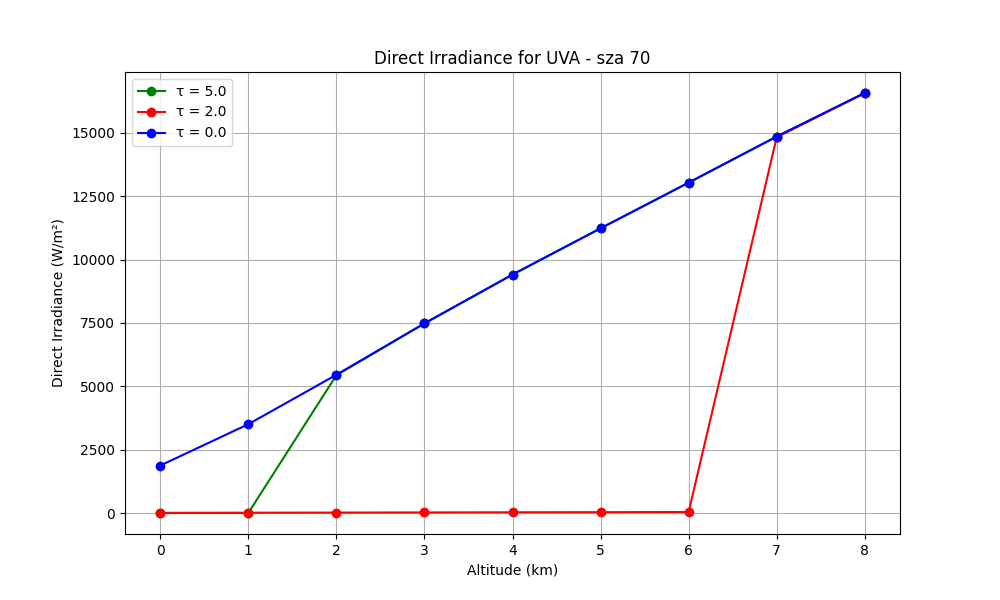 Direct Irradiance for UVA - sza 70
τ = 5.0
τ = 2.0
τ = 0.0
Direct Irradiance (W/m²)
15000
12500
10000
7500
5000
2500
0
0 1 2 3 4 5 6 7 8
Altitude (km)